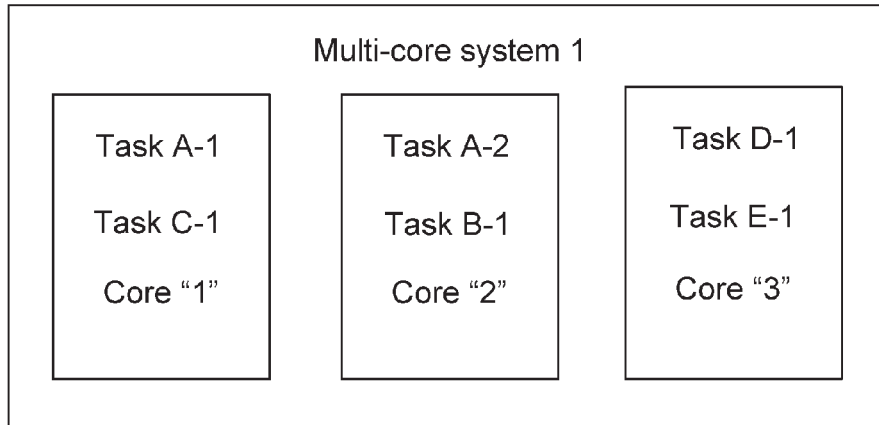 Multi-core system 1
Task A-1
Task C-1
Core “1”
Task A-2
Task B-1
Core “2”
Task D-1
Task E-1
Core “3”